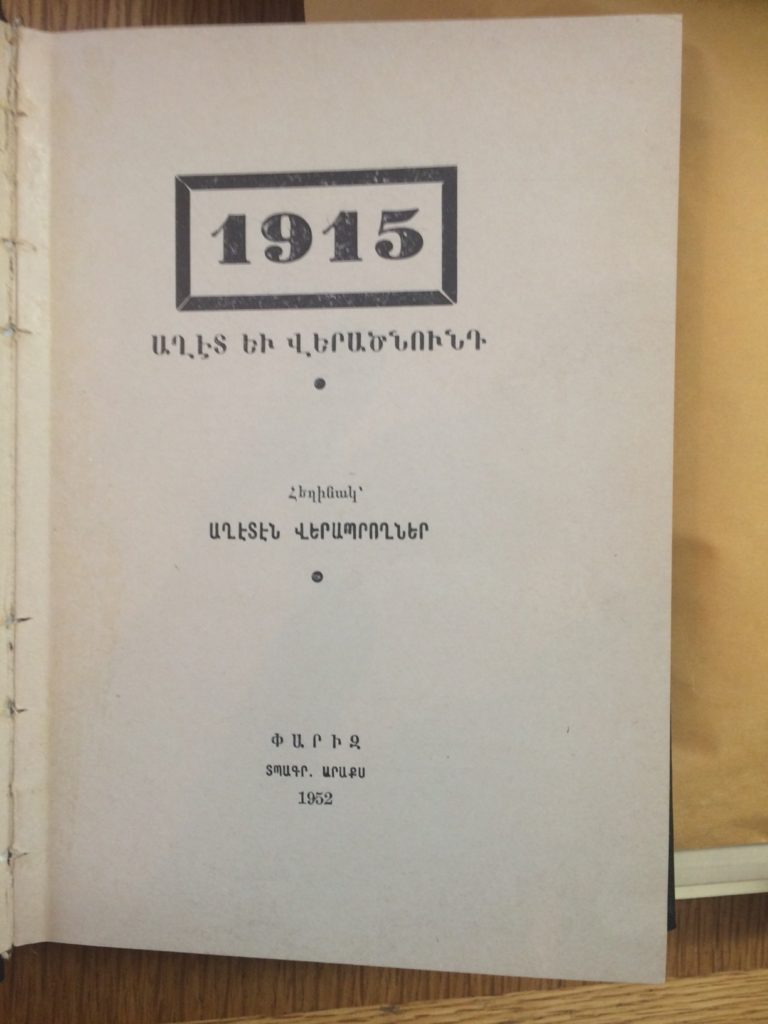 1915
ԱՂԷՏ ԵՒ ՎԵՐԱԾՆՈՒՆԴ
Հեղինակ՝
ԱՂԷՏԷՆ ՎԵՐԱՊՐՈՂՆԵՐ
ՓԱՐԻԶ
ՏՊԱԳՐ. ԱՐԱՔՍ
1952